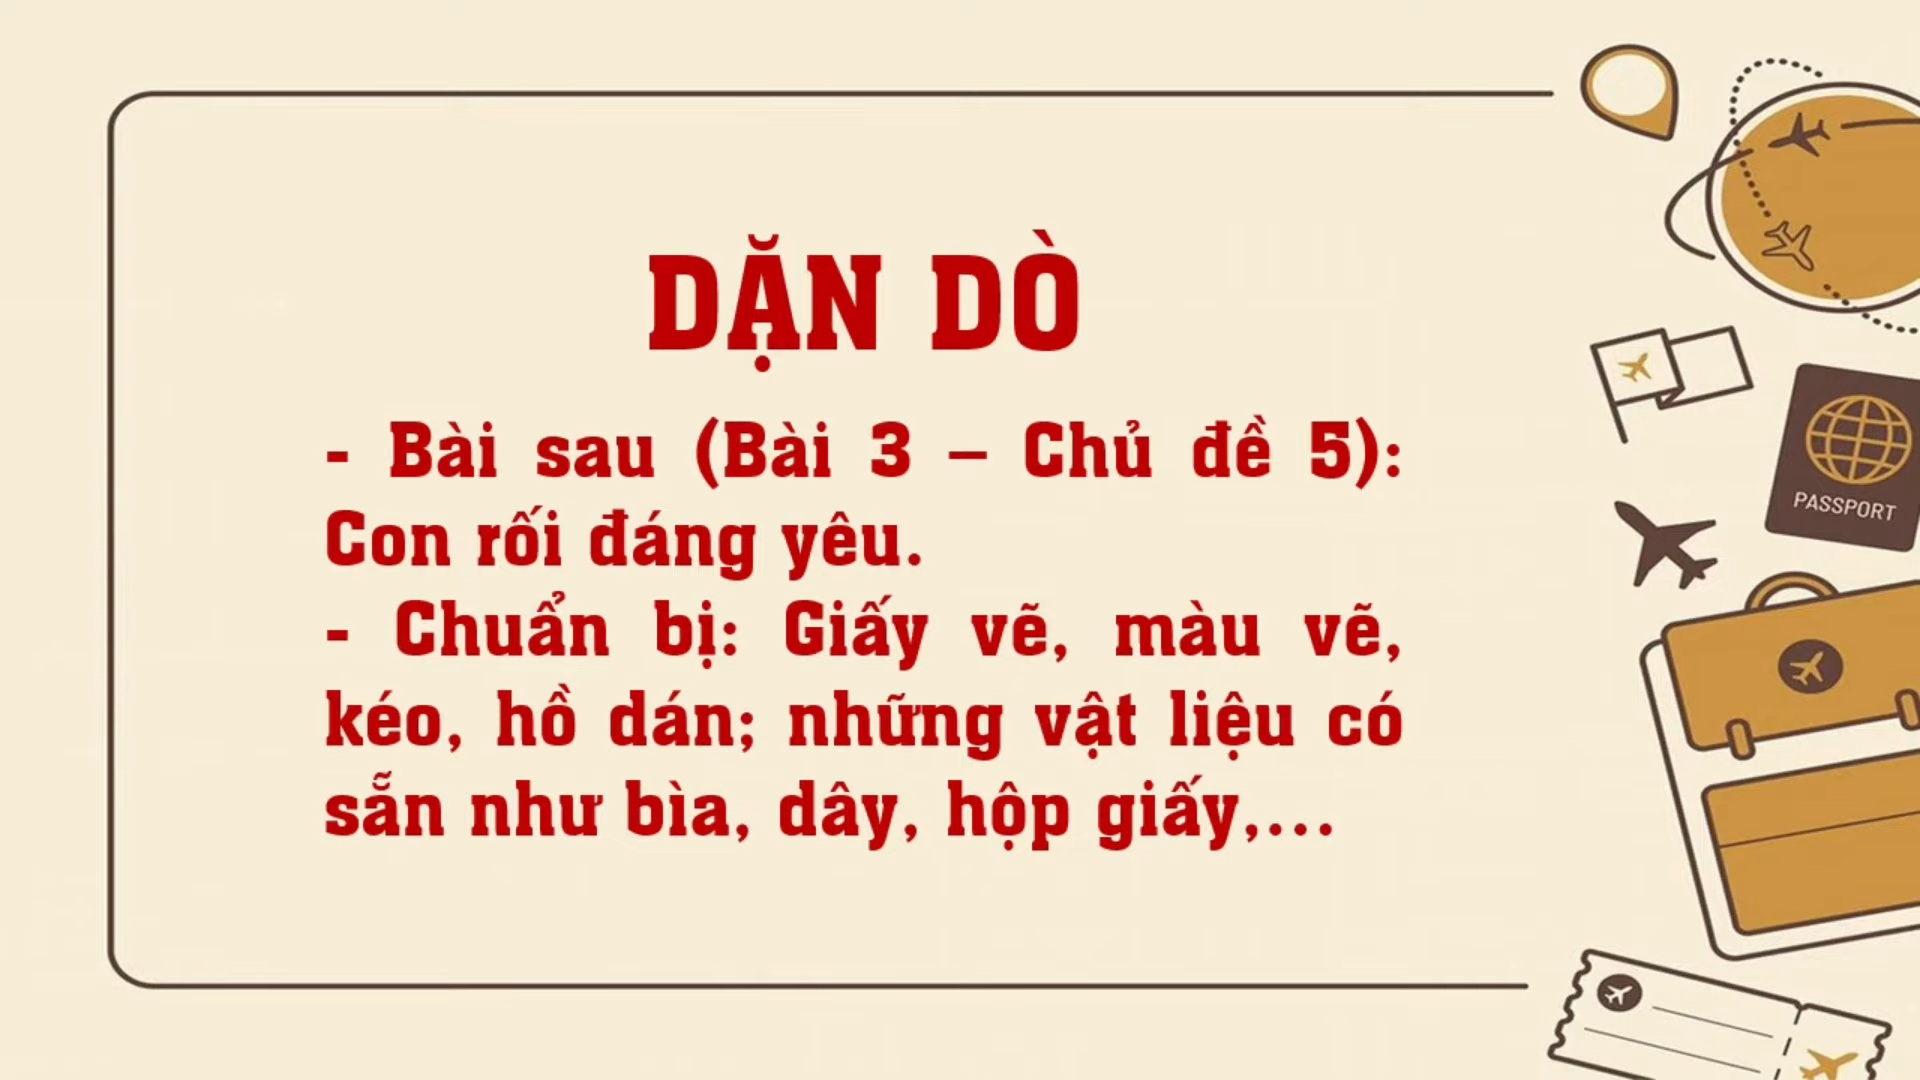 DẶN DÒ
- Bài sau (Bài 3 – Chủ đề 5):
Con rối đáng yêu.
- Chuẩn bị: Giấy vẽ, màu vẽ,
kéo, hồ dán; những vật liệu có
sẵn như bìa, dây, hộp giấy,...
PASSPORT